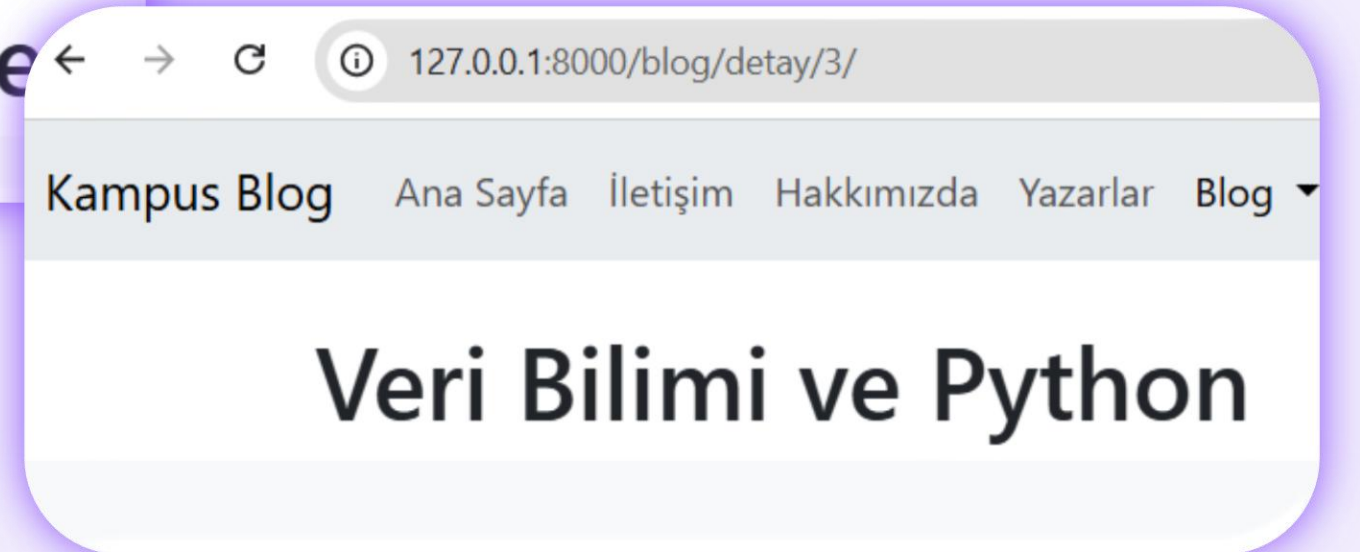 127.0.0.1:8000/blog/detay/3/
Kampus Blog Ana Sayfa İletişim Hakkımızda Yazarlar Blog
Veri Bilimi ve Python